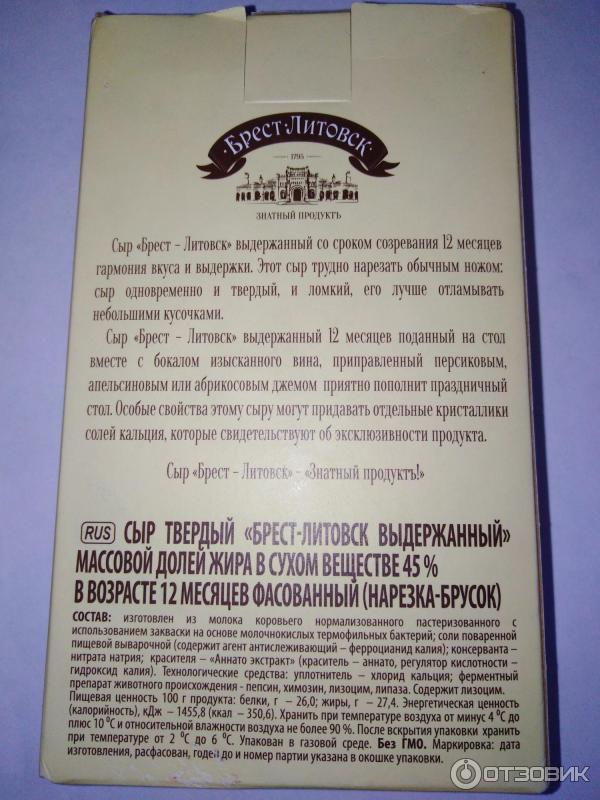 Брест-Литовск
1795
ЗНАТНЫЙ ПРОДУКТЪ
Сыр «Брест – Литовск» выдержанный со сроком созревания 12 месяцев
гармония вкуса и выдержки. Этот сыр трудно нарезать обычным ножом:
сыр одновременно и твердый, и ломкий, его лучше отламывать
небольшими кусочками.
Сыр «Брест – Литовск» выдержанный 12 месяцев поданный на стол
вместе с бокалом изысканного вина, приправленный персиковым,
апельсиновым или абрикосовым джемом приятно пополнит праздничный
стол. Особые свойства этому сыру могут придавать отдельные кристаллики
солей кальция, которые свидетельствуют об эксклюзивности продукта.
Сыр «Брест – Литовск» - «Знатный продуктъ!»
RUS СЫР ТВЕРДЫЙ «БРЕСТ-ЛИТОВСК ВЫДЕРЖАННЫЙ»
МАССОВОЙ ДОЛЕЙ ЖИРА В СУХОМ ВЕЩЕСТВЕ 45 %
В ВОЗРАСТЕ 12 МЕСЯЦЕВ ФАСОВАННЫЙ (НАРЕЗКА-БРУСОК)
СОСТАВ: изготовлен из молока коровьего нормализованного пастеризованного с
использованием закваски на основе молочнокислых термофильных бактерий; соли поваренной
пищевой выварочной (содержит агент антислеживающий – ферроцианид калия); консерванта –
нитрата натрия; красителя – «Аннато экстракт» (краситель – аннато, регулятор кислотности –
гидроксид калия). Технологические средства: уплотнитель – хлорид кальция; ферментный
препарат животного происхождения - пепсин, химозин, лизоцим, липаза. Содержит лизоцим.
Пищевая ценность 100 г продукта: белки, г – 26,0; жиры, г – 27,4. Энергетическая ценность
(калорийность), кДж – 1455,8 (ккал – 350,6). Хранить при температуре воздуха от минус 4 °С до
плюс 10 °С и относительной влажности воздуха не более 90 %. После вскрытия упаковки хранить
при температуре от 2 °С до 6 °С. Упакован в газовой среде. Без ГМО. Маркировка: дата
изготовления, расфасован, годен до и номер партии указана в окошке упаковки.
ОТЗОВИК